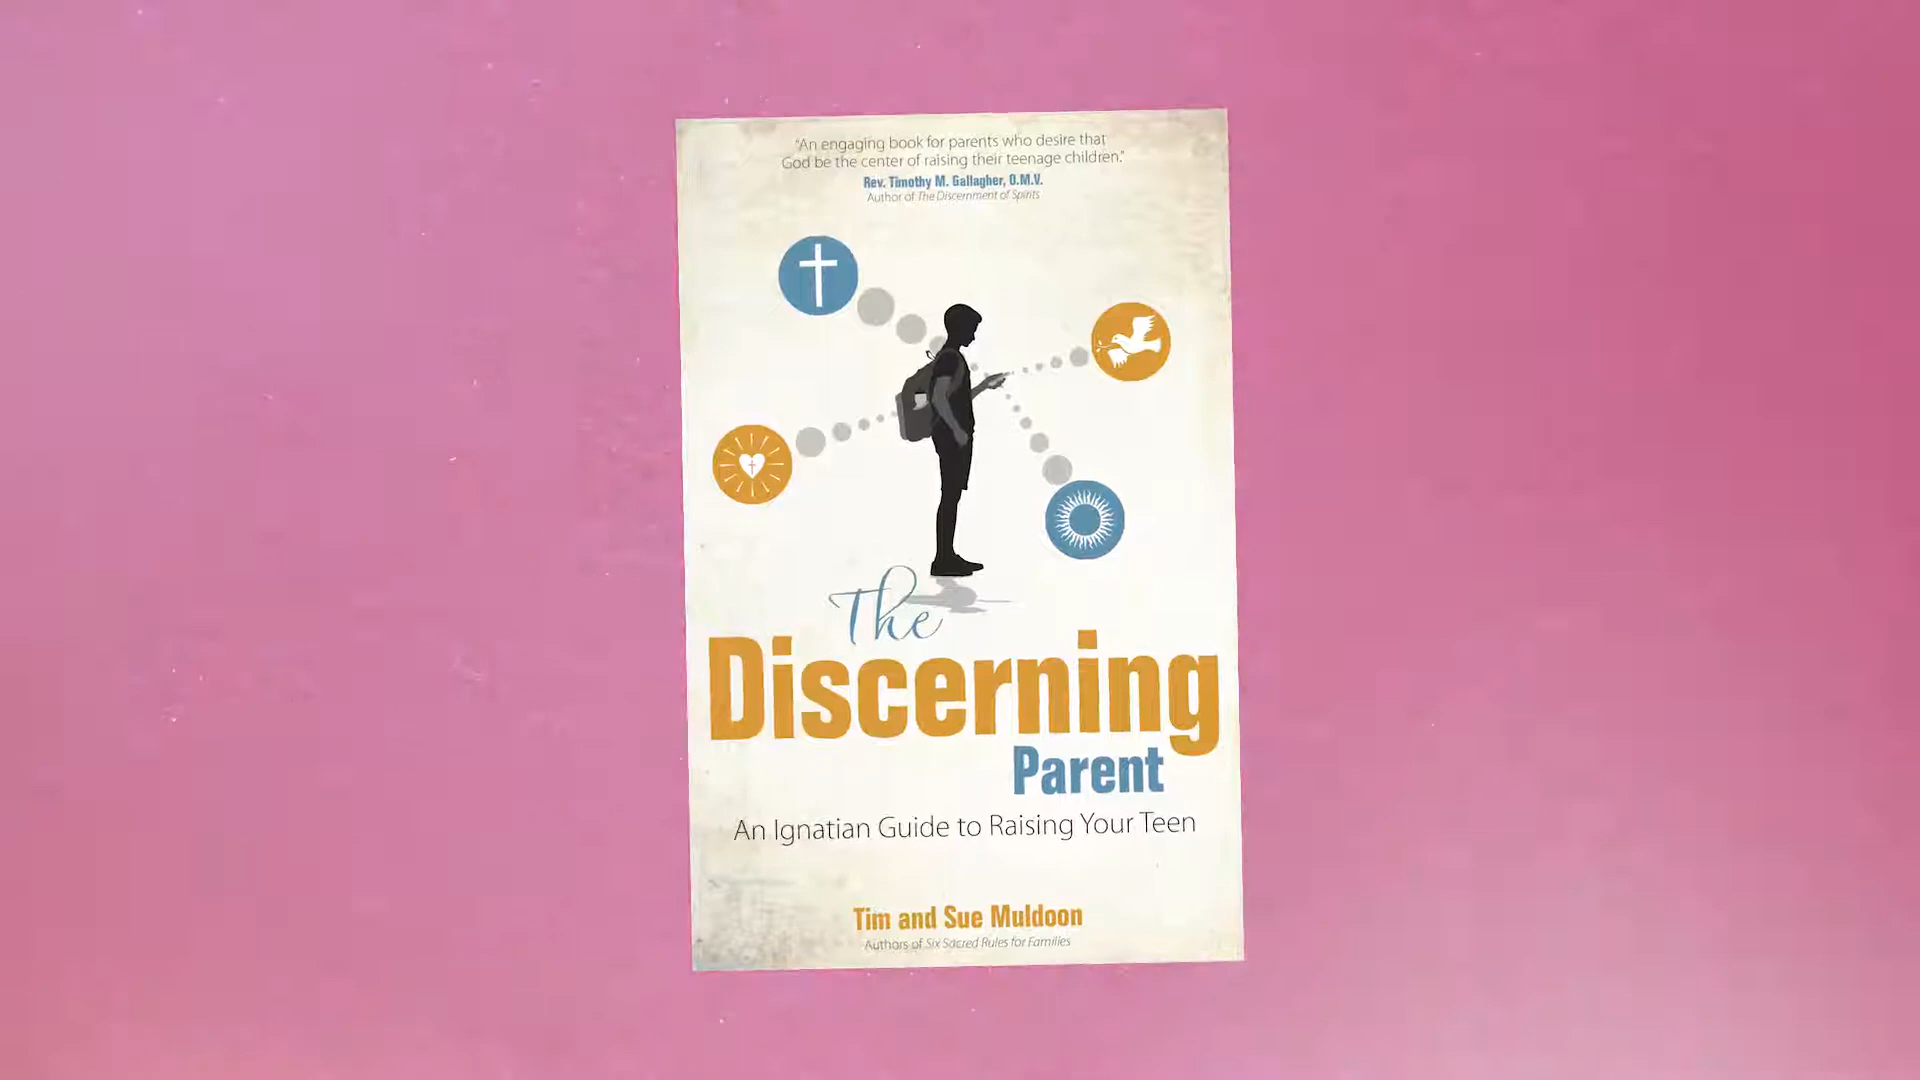 "An engaging book for parents who desire that
God be the center of raising their teenage children."
Rev. Timothy M. Gallagher, O.M.V.
Author of The Discernment of Spirits
The
Discerning
Parent
An Ignatian Guide to Raising Your Teen
Tim and Sue Muldoon
Authors of Six Sacred Rules for Families